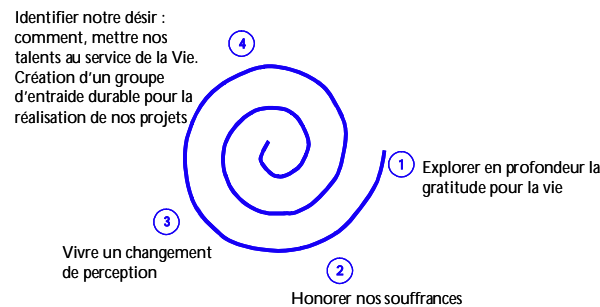 Identifier notre désir :
comment, mettre nos
talents au service de la Vie.
Création d'un groupe
d'entraide durable pour la
réalisation de nos projets
4
1
Explorer en profondeur la
gratitude pour la vie
3
Vivre un changement
de perception
2
Honorer nos souffrances